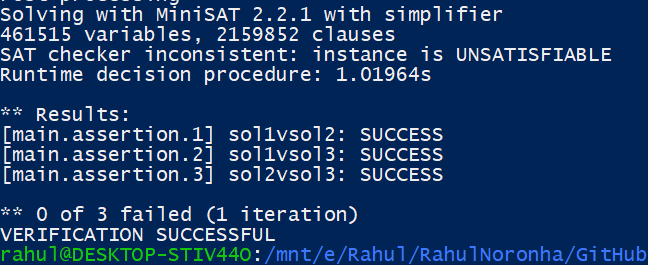 Solving with MiniSAT 2.2.1 with simplifier
461515 variables, 2159852 clauses
SAT checker inconsistent: instance is UNSATISFIABLE
Runtime decision procedure: 1.01964s
** Results:
[main.assertion.1] sol1vsol2: SUCCESS
[main.assertion.2] sol1vsol3: SUCCESS
[main.assertion.3] sol2vsol3: SUCCESS
** 0 of 3 failed (1 iteration)
VERIFICATION SUCCESSFUL
rahul@DESKTOP-STIV44O:/mnt/e/Rahul/RahulNoronha/GitHub